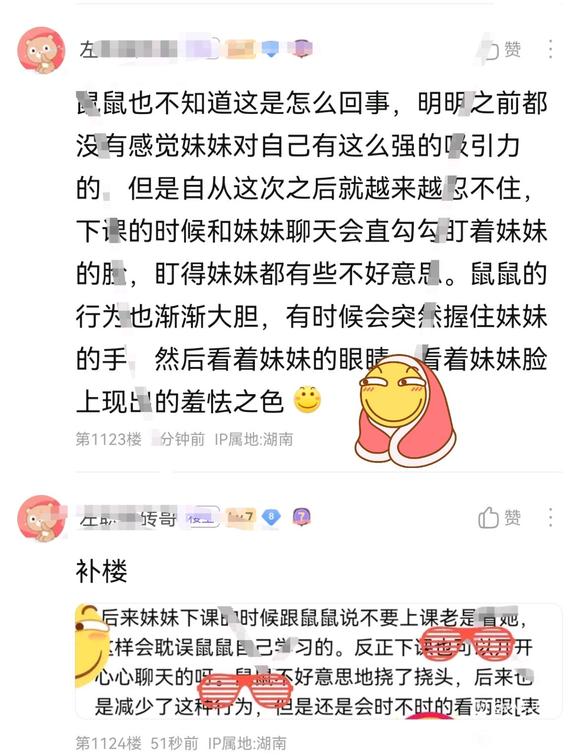 左
赞
鼠鼠也不知道这是怎么回事，明明之前都
没有感觉妹妹对自己有这么强的吸引力
的，但是自从这次之后就越来越忍不住，
下课的时候和妹妹聊天会直勾勾盯着妹妹
的脸，盯得妹妹都有些不好意思。鼠鼠的
行为也渐渐大胆，有时候会突然握住妹妹
的手，然后看着妹妹的眼睛，看着妹妹脸
上现出的羞怯之色
第1123楼 分钟前 IP属地:湖南
左 砖哥 楼主 7 8 7
赞
补楼
后来妹妹下课的时候跟鼠鼠说不要上课老是看她，
这样会耽误鼠鼠自己学习的。反正下课也可以开开
心心聊天的呀。鼠鼠不好意思地挠了挠头，后来也
是减少了这种行为，但是还是会时不时的看两眼(表
第1124楼 51秒前 IP属地:湖南